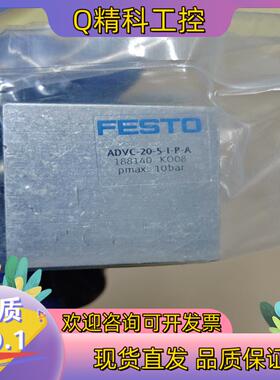 Q精科工控
FESTO
ADVC-20-5-I-P-A
188140 K008
pmax. 10bar
质
O.1
欢迎咨询可可开发票
现货直发 品质保证